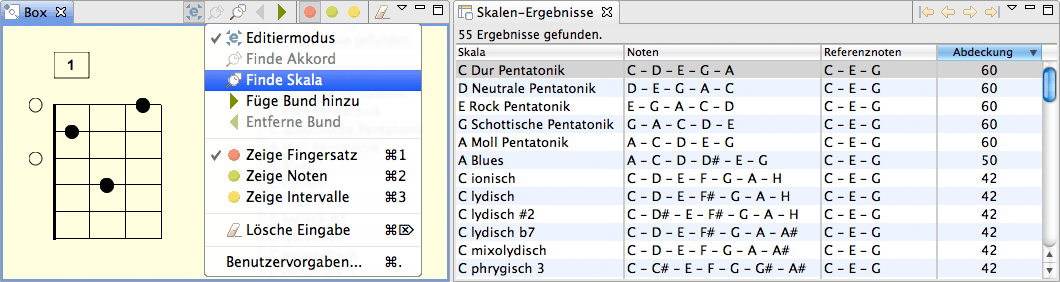 Box
1
Editiermodus
Finde Akkord
Finde Skala
Füge Bund hinzu
Entferne Bund
Zeige Fingersatz ⌘1
Zeige Noten ⌘2
Zeige Intervalle ⌘3
Lösche Eingabe ⌘⌦
Benutzervorgaben... ⌘.
Skalen-Ergebnisse
55 Ergebnisse gefunden.
Skala Noten Referenznoten Abdeckung
C Dur Pentatonik C – D – E – G – A C – E – G 60
D Neutrale Pentatonik D – E – G – A – C C – E – G 60
E Rock Pentatonik E – G – A – C – D C – E – G 60
G Schottische Pentatonik G – A – C – D – E C – E – G 60
A Moll Pentatonik A – C – D – E – G C – E – G 60
A Blues A – C – D – D# – E – G C – E – G 50
C ionisch C – D – E – F – G – A – H C – E – G 42
C lydisch C – D – E – F# – G – A – H C – E – G 42
C lydisch #2 C – D# – E – F# – G – A – H C – E – G 42
C lydisch b7 C – D – E – F# – G – A – A# C – E – G 42
C mixolydisch C – D – E – F – G – A – A# C – E – G 42
C phrygisch 3 C – C# – E – F – G – G# – A# C – E – G 42